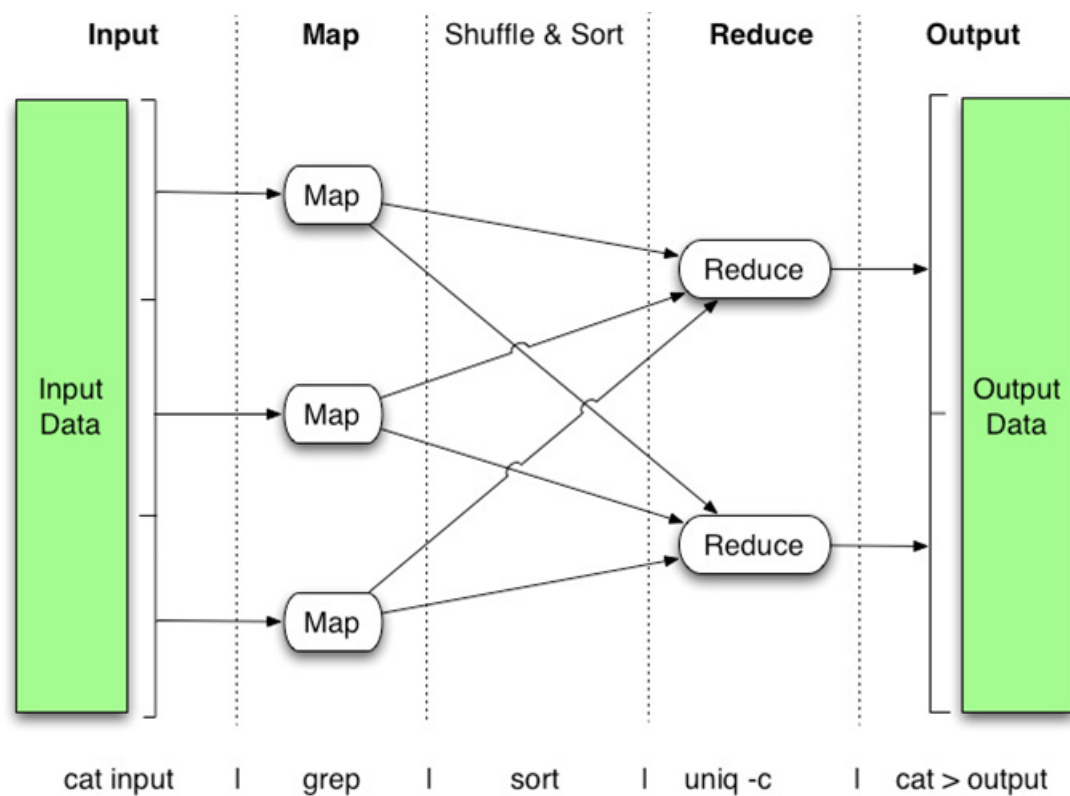 Input Map Shuffle & Sort Reduce Output
Map
Reduce
Input
Data
Map
Output
Data
Reduce
Map
cat input | grep | sort | uniq -c | cat > output